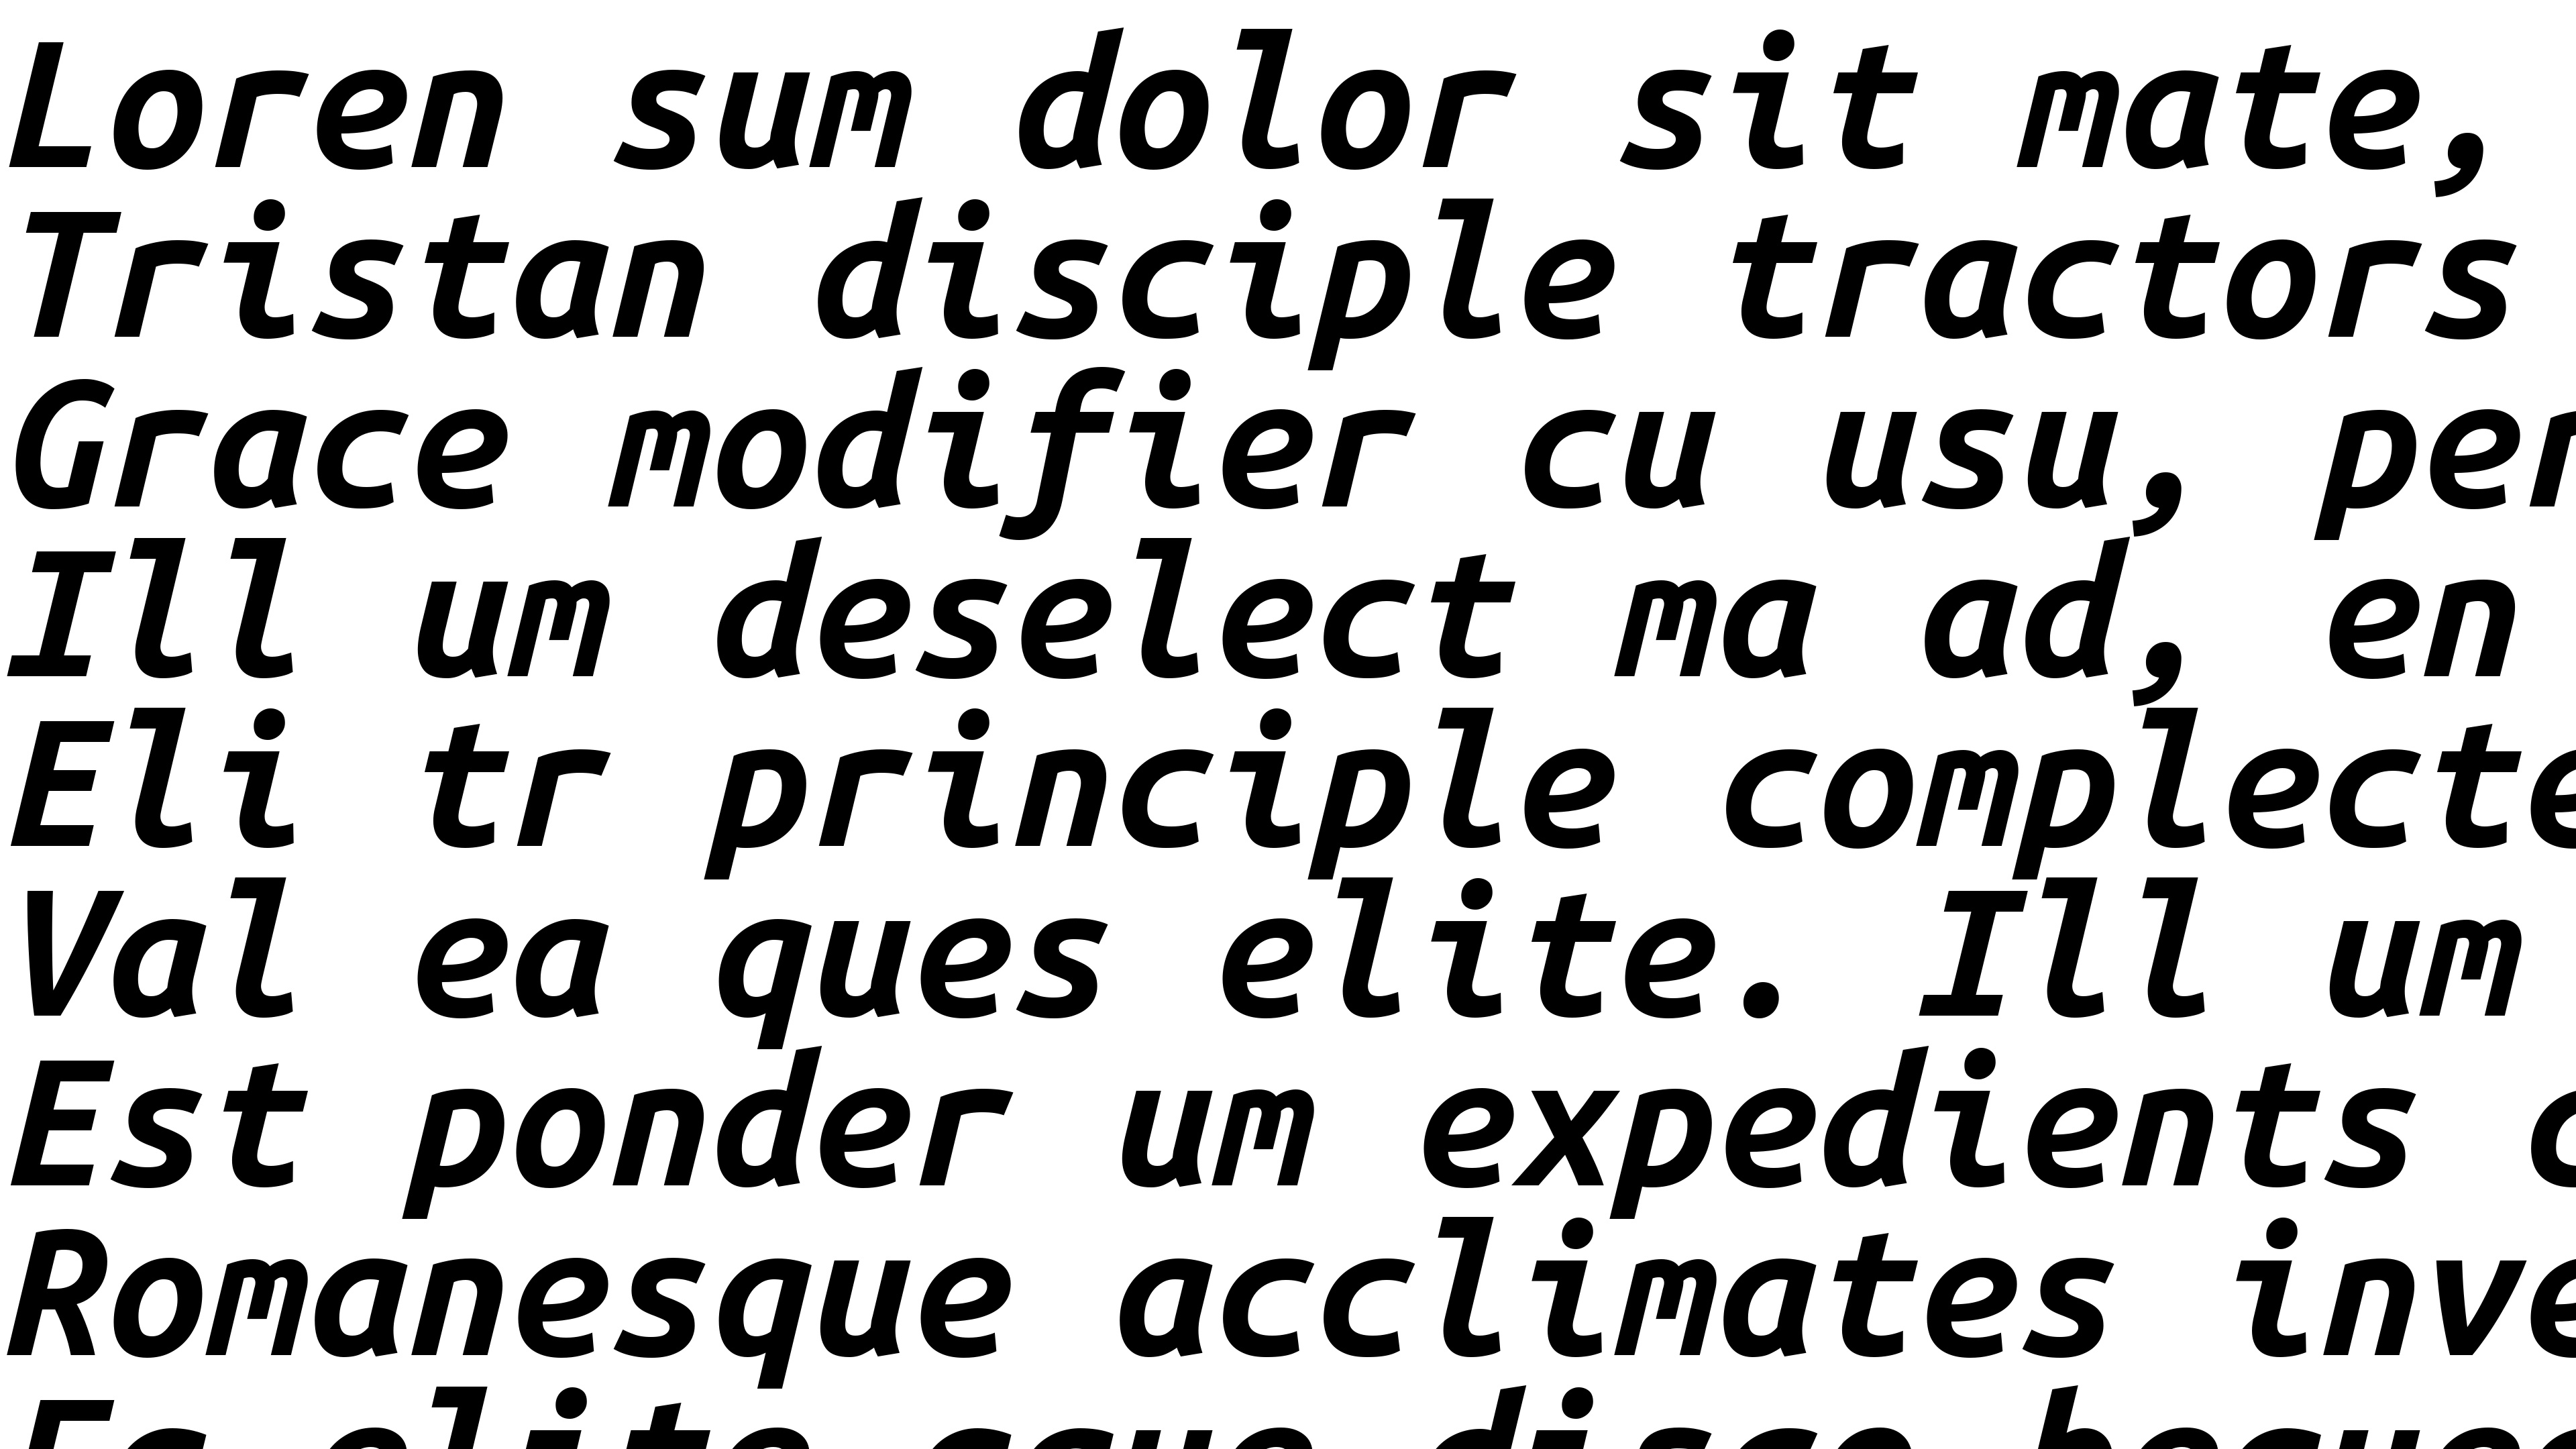 Loren sum dolor sit mate,
Tristan disciple tractors
Grace modifier cu usu,
Ill um deselect ma ad, en
Eli tr principle
Val ea ques elite. Ill um
Est ponder um expedients
Romanesque acclimates